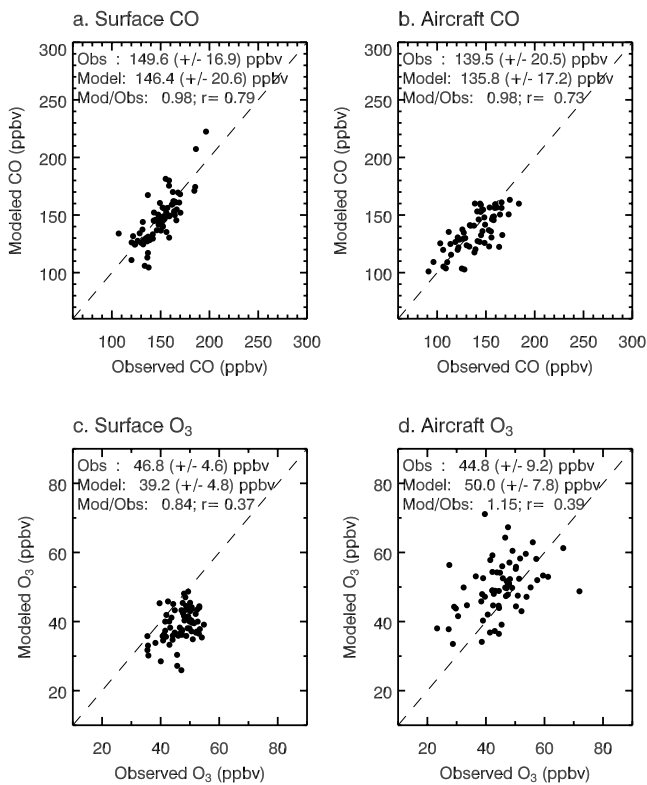 a. Surface CO
300
250
200
150
100
Modeled CO (ppbv)
Obs : 149.6 (+/- 16.9) ppbv
Model: 146.4 (+/- 20.6) ppbv
Mod/Obs: 0.98; r= 0.79
100 150 200 250 300
Observed CO (ppbv)
b. Aircraft CO
300
250
200
150
100
Modeled CO (ppbv)
Obs : 139.5 (+/- 20.5) ppbv
Model: 135.8 (+/- 17.2) ppbv
Mod/Obs: 0.98; r= 0.73
100 150 200 250 300
Observed CO (ppbv)
c. Surface O3
80
60
40
20
Modeled O3 (ppbv)
Obs : 46.8 (+/- 4.6) ppbv
Model: 39.2 (+/- 4.8) ppbv
Mod/Obs: 0.84; r= 0.37
20 40 60 80
Observed O3 (ppbv)
d. Aircraft O3
80
60
40
20
Modeled O3 (ppbv)
Obs : 44.8 (+/- 9.2) ppbv
Model: 50.0 (+/- 7.8) ppbv
Mod/Obs: 1.15; r= 0.39
20 40 60 80
Observed O3 (ppbv)